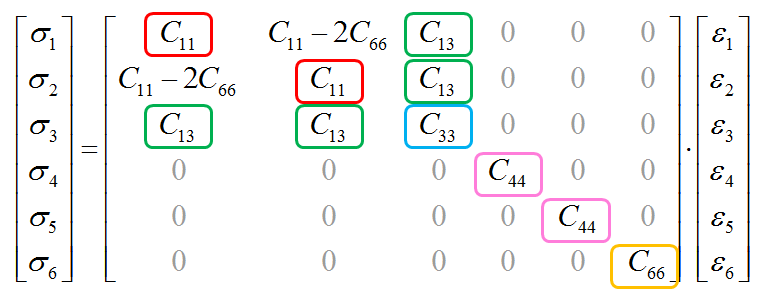 σ₁ C₁₁ C₁₁ − 2C₆₆ C₁₃ 0 0 0 ε₁
σ₂ C₁₁ − 2C₆₆ C₁₁ C₁₃ 0 0 0 ε₂
σ₃ C₁₃ C₁₃ C₃₃ 0 0 0 ε₃
= ·
σ₄ 0 0 0 C₄₄ 0 0 ε₄
σ₅ 0 0 0 0 C₄₄ 0 ε₅
σ₆ 0 0 0 0 0 C₆₆ ε₆